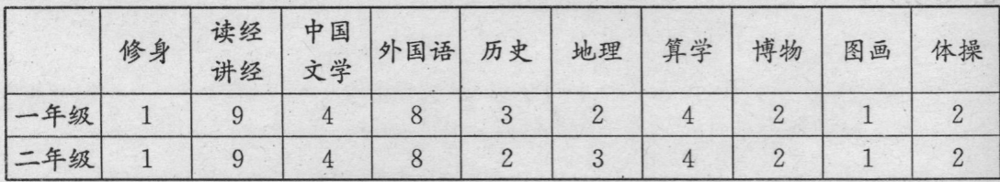 修身 读经讲经 中国文学 外国语 历史 地理 算学 博物 图画 体操
一年级 1 9 4 8 3 2 4 2 1 2
二年级 1 9 4 8 2 3 4 2 1 2